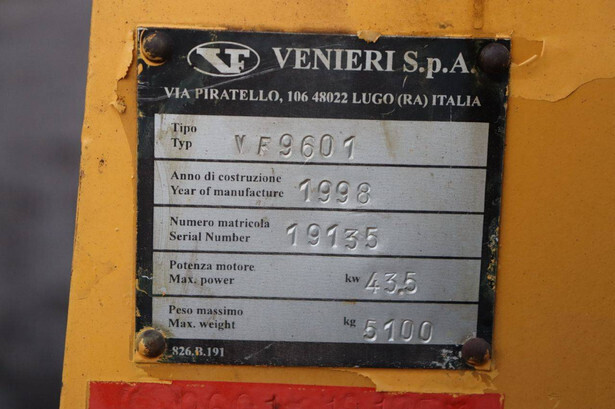 VF VENIERI S.p.A.
VIA PIRATELLO, 106 48022 LUGO (RA) ITALIA
Tipo
Typ VF9601
Anno di costruzione
Year of manufacture 1998
Numero matricola
Serial Number 19135
Potenza motore
Max. power kw 43.5
Peso massimo
Max. weight kg 5100
826.B.191